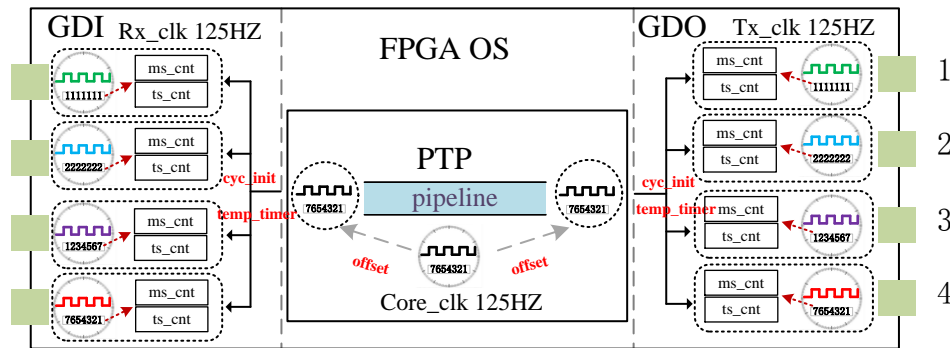 GDI
Rx_clk 125HZ
FPGA OS
GDO
Tx_clk 125HZ
1111111
ms_cnt
ts_cnt
2222222
ms_cnt
ts_cnt
cyc_init
temp_timer
1234567
ms_cnt
ts_cnt
7654321
ms_cnt
ts_cnt
PTP
7654321
pipeline
7654321
offset
7654321
offset
Core_clk 125HZ
ms_cnt
ts_cnt
1111111
1
ms_cnt
ts_cnt
2222222
2
cyc_init
temp_timer
ms_cnt
ts_cnt
1234567
3
ms_cnt
ts_cnt
7654321
4